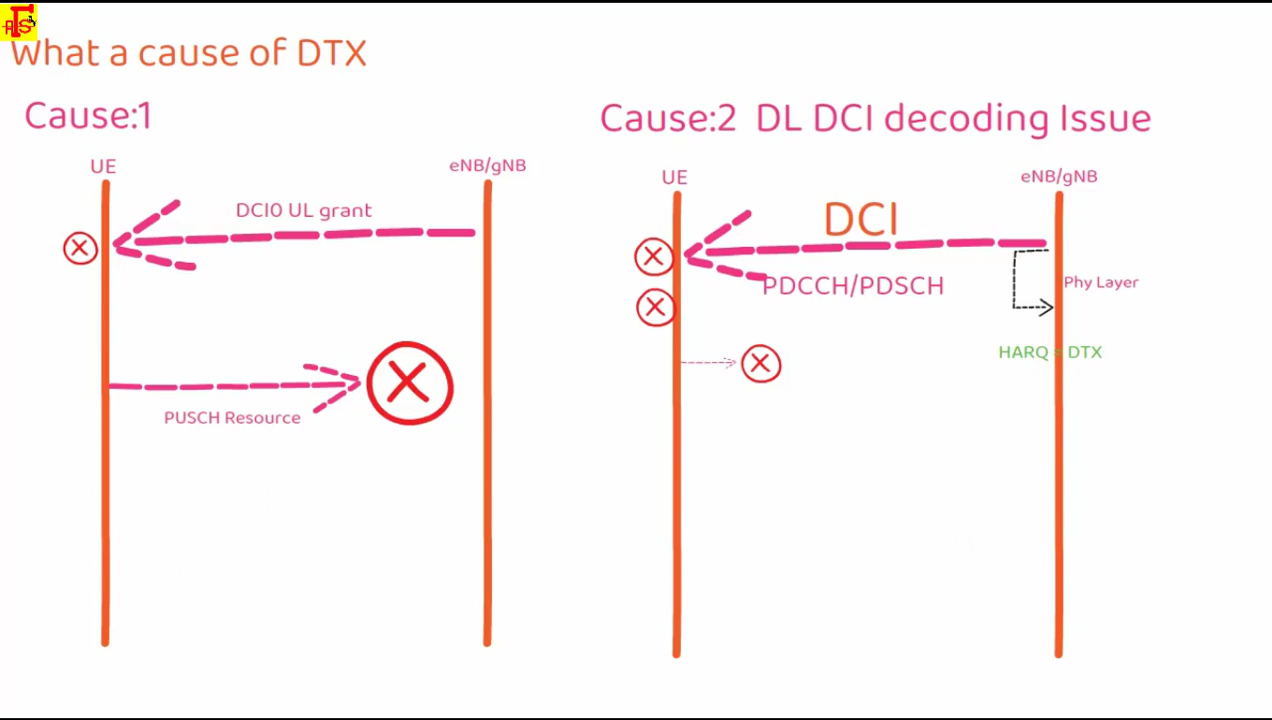 What a cause of DTX
Cause:1
UE
eNB/gNB
DCI0 UL grant
PUSCH Resource
Cause:2 DL DCI decoding Issue
UE
eNB/gNB
DCI
PDCCH/PDSCH
Phy Layer
HARQ = DTX